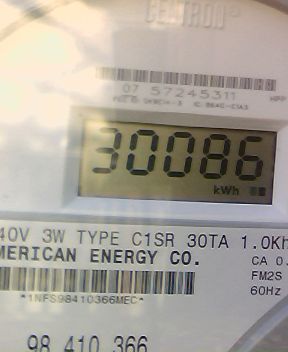 CENTRON®
07 57245311
30086
kWh
40V 3W TYPE C1SR 30TA 1.0Kh
MERICAN ENERGY CO.
CA 0.
FM2S
60Hz
*1NFS98410366MEC*
98 410 366